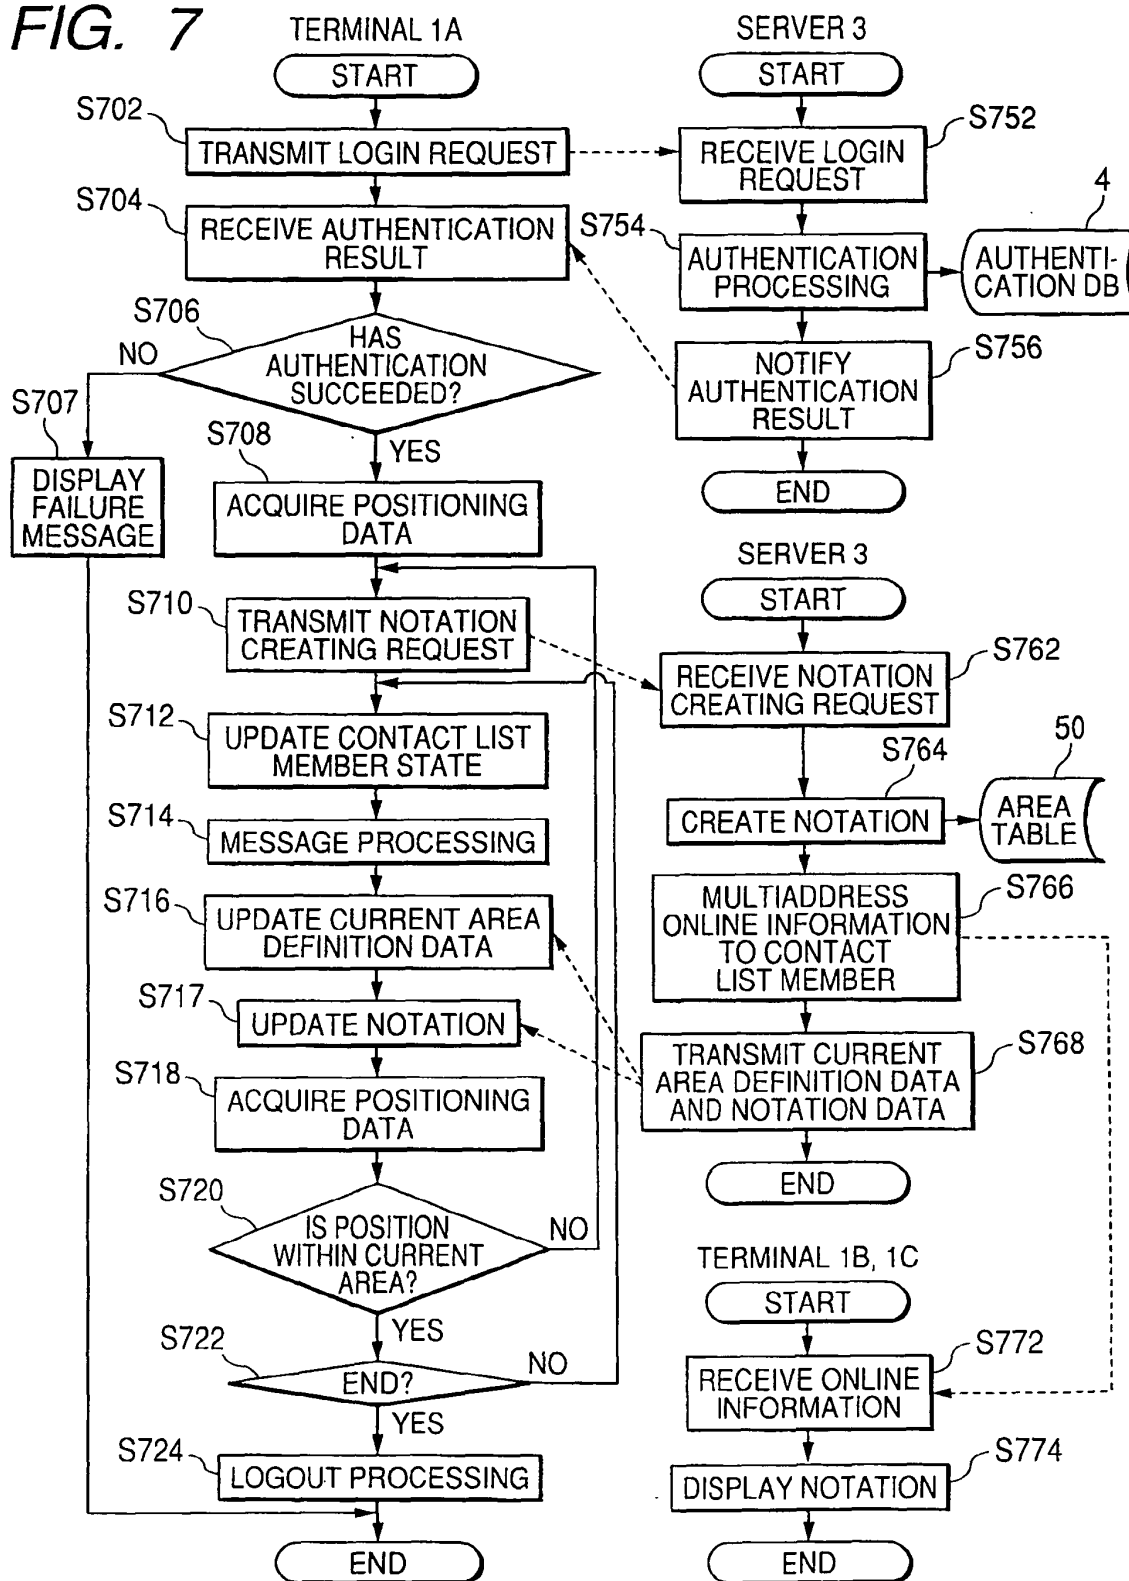 FIG. 7
TERMINAL 1A
START
S702
TRANSMIT LOGIN REQUEST
S704
RECEIVE AUTHENTICATION
RESULT
S706
HAS
AUTHENTICATION
SUCCEEDED?
NO
YES
S707
DISPLAY
FAILURE
MESSAGE
S708
ACQUIRE POSITIONING
DATA
S710
TRANSMIT NOTATION
CREATING REQUEST
S712
UPDATE CONTACT LIST
MEMBER STATE
S714
MESSAGE PROCESSING
S716
UPDATE CURRENT AREA
DEFINITION DATA
S717
UPDATE NOTATION
S718
ACQUIRE POSITIONING
DATA
S720
IS POSITION
WITHIN CURRENT
AREA?
NO
YES
S722
END?
NO
YES
S724
LOGOUT PROCESSING
END
SERVER 3
START
S752
RECEIVE LOGIN
REQUEST
S754
AUTHENTICATION
PROCESSING
4
AUTHENTI-
CATION DB
S756
NOTIFY
AUTHENTICATION
RESULT
END
SERVER 3
START
S762
RECEIVE NOTATION
CREATING REQUEST
S764
CREATE NOTATION
50
AREA
TABLE
S766
MULTIADDRESS
ONLINE INFORMATION
TO CONTACT
LIST MEMBER
S768
TRANSMIT CURRENT
AREA DEFINITION DATA
AND NOTATION DATA
END
TERMINAL 1B, 1C
START
S772
RECEIVE ONLINE
INFORMATION
S774
DISPLAY NOTATION
END